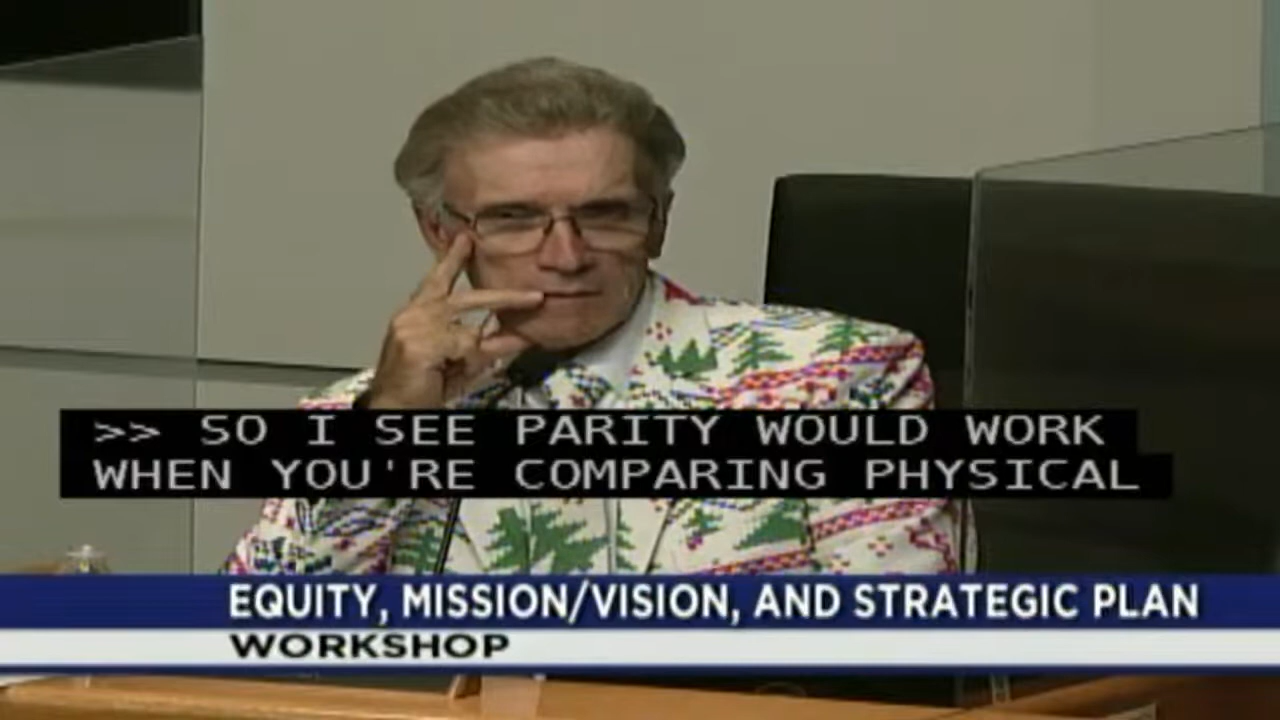 >> SO I SEE PARITY WOULD WORK
WHEN YOU'RE COMPARING PHYSICAL
EQUITY, MISSION/VISION, AND STRATEGIC PLAN
WORKSHOP